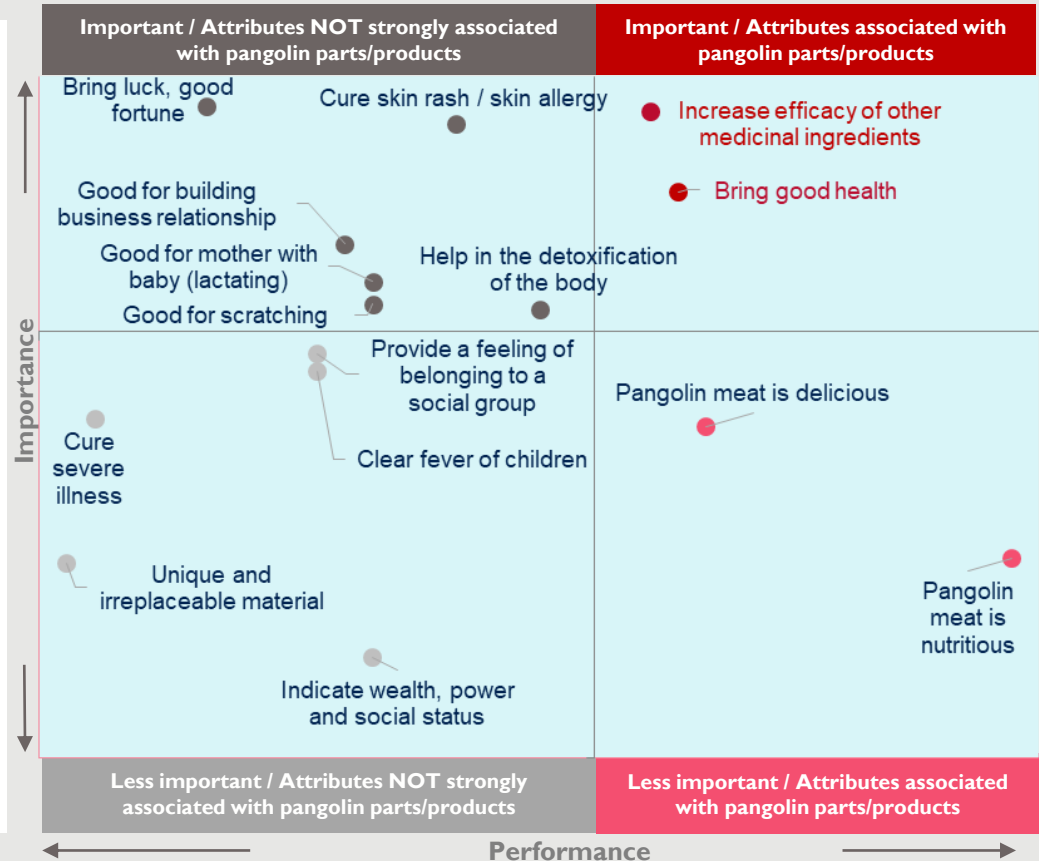 Important / Attributes NOT strongly associated
with pangolin parts/products
Important / Attributes associated with
pangolin parts/products
Bring luck, good
fortune
Cure skin rash / skin allergy
Increase efficacy of other
medicinal ingredients
Good for building
business relationship
Bring good health
Good for mother with
baby (lactating)
Help in the detoxification
of the body
Good for scratching
Importance
Provide a feeling of
belonging to a
social group
Pangolin meat is delicious
Cure
severe
illness
Clear fever of children
Unique and
irreplaceable material
Pangolin
meat is
nutritious
Indicate wealth, power
and social status
Less important / Attributes NOT strongly
associated with pangolin parts/products
Less important / Attributes associated
with pangolin parts/products
Performance